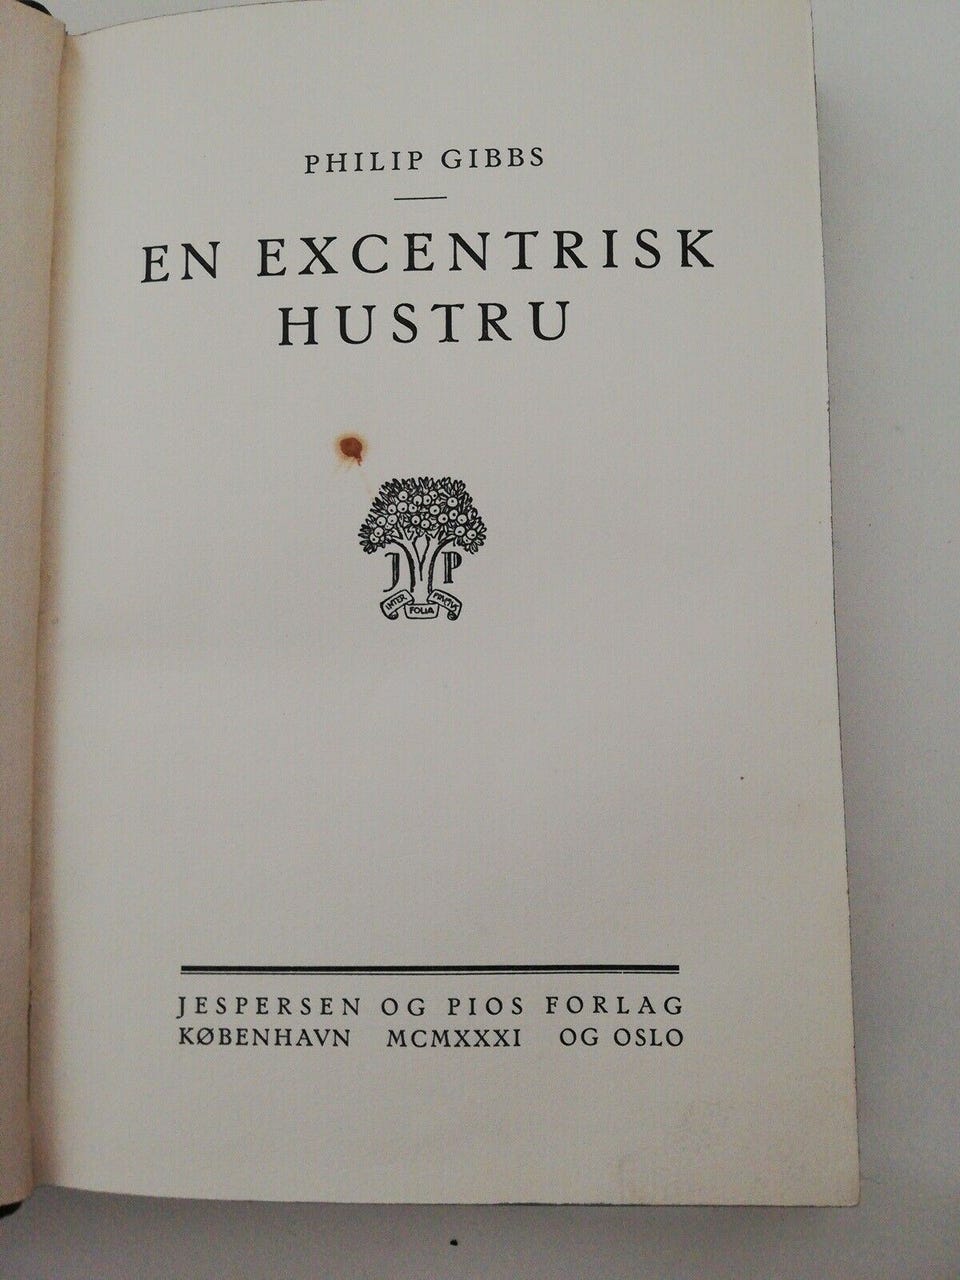 PHILIP GIBBS
EN EXCENTRISK
HUSTRU
J P
INTER FOLIA FRUCTUS
JESPERSEN OG PIOS FORLAG
KØBENHAVN MCMXXXI OG OSLO